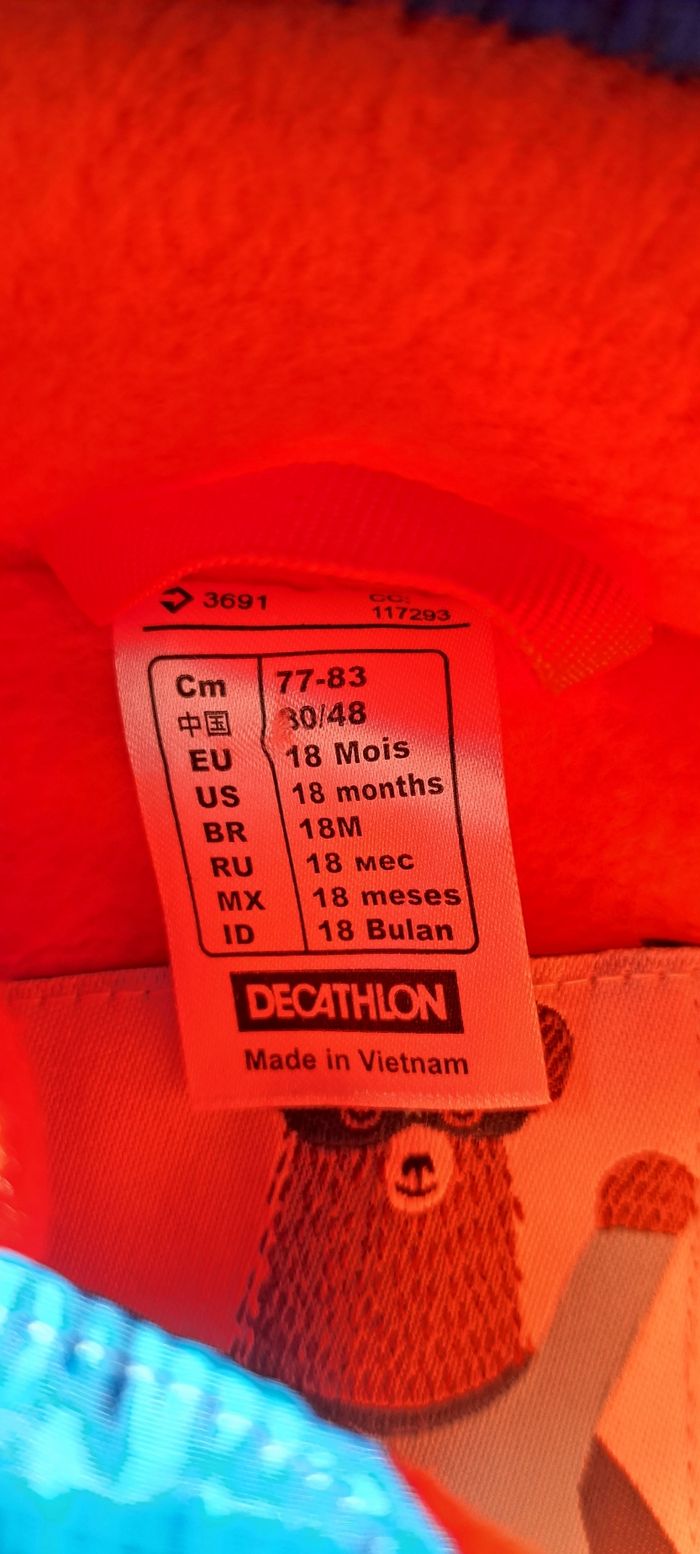 3691 CC:
117293
Cm 77-83
中国 80/48
EU 18 Mois
US 18 months
BR 18M
RU 18 мес
MX 18 meses
ID 18 Bulan
DECATHLON
Made in Vietnam